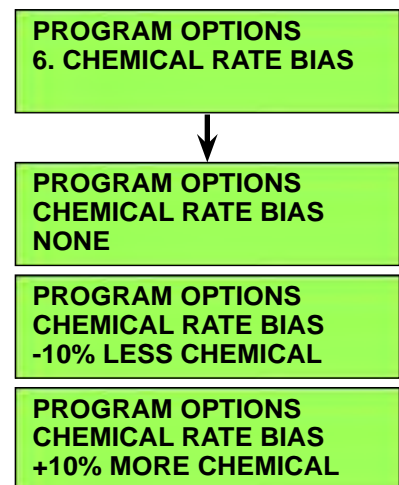 PROGRAM OPTIONS
6. CHEMICAL RATE BIAS
PROGRAM OPTIONS
CHEMICAL RATE BIAS
NONE
PROGRAM OPTIONS
CHEMICAL RATE BIAS
-10% LESS CHEMICAL
PROGRAM OPTIONS
CHEMICAL RATE BIAS
+10% MORE CHEMICAL